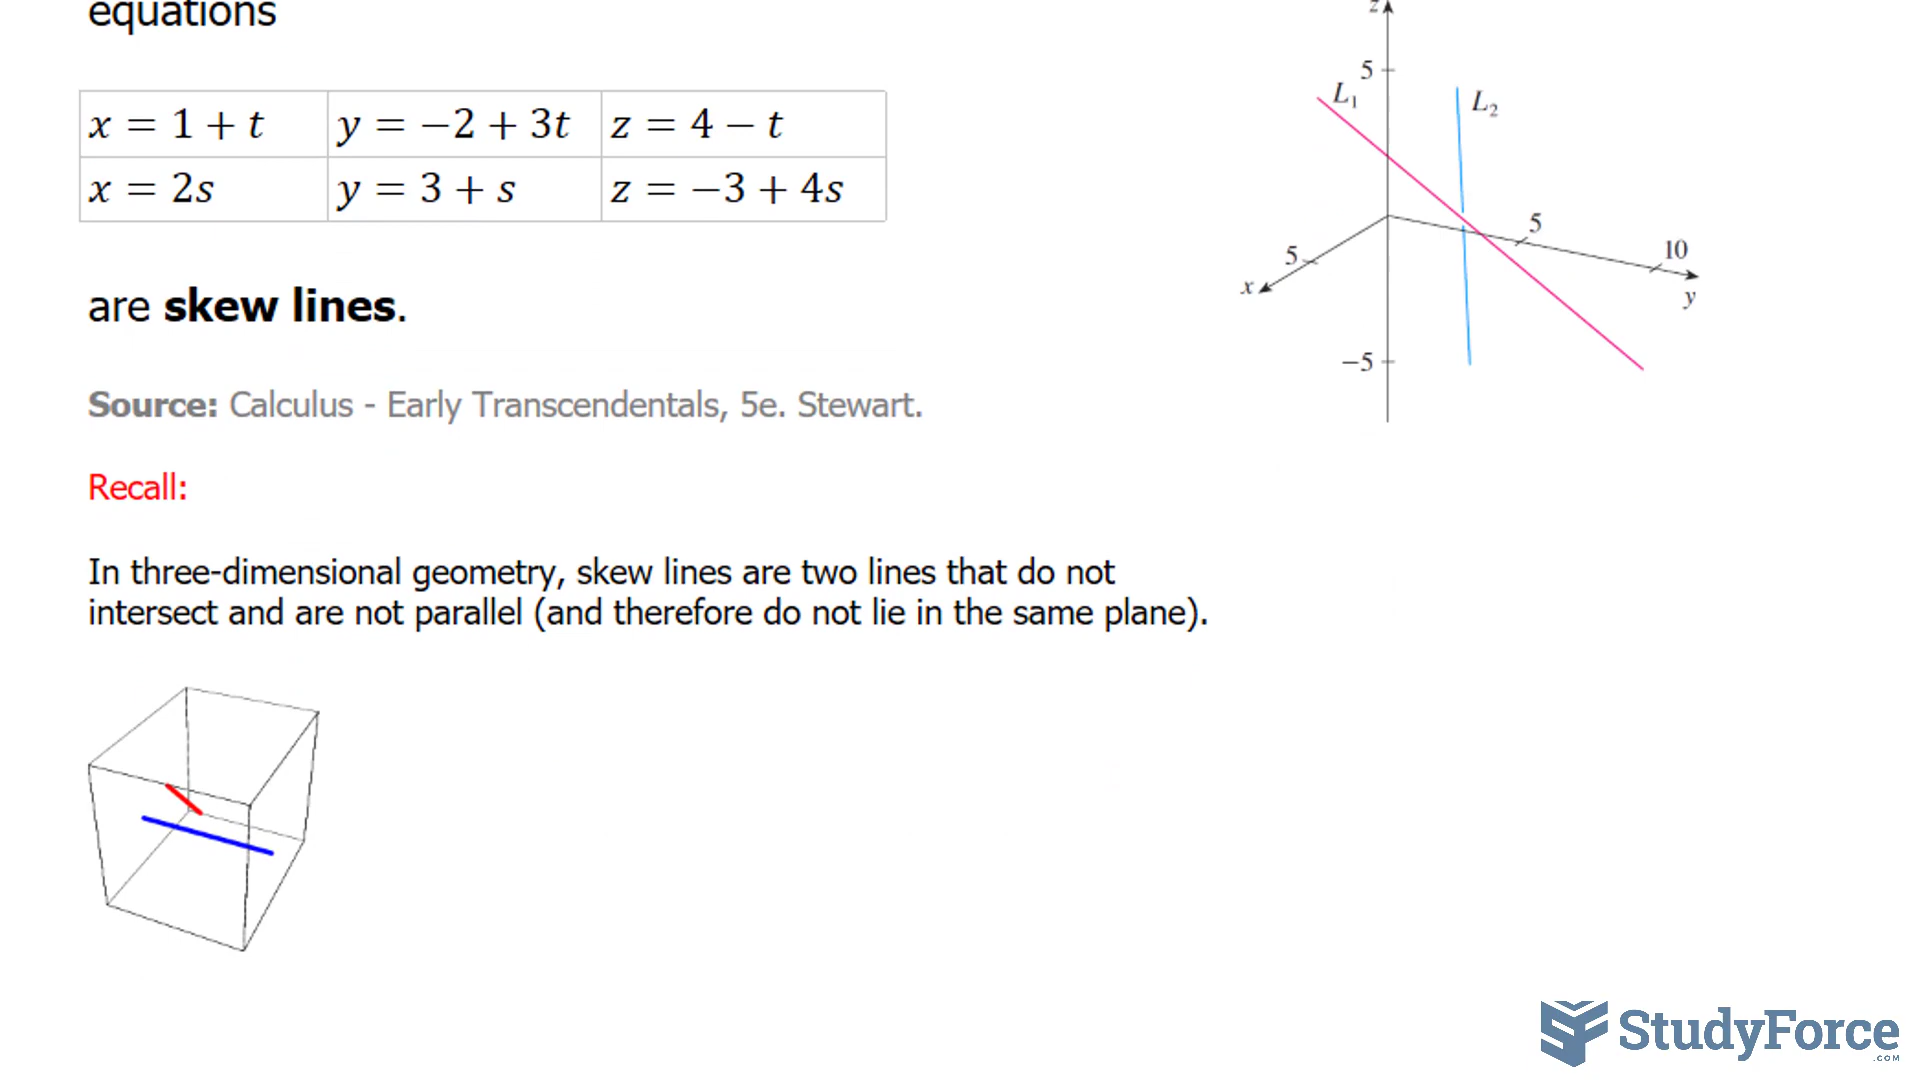 equations
x = 1 + t y = −2 + 3t z = 4 − t
x = 2s y = 3 + s z = −3 + 4s
are skew lines.
Source: Calculus - Early Transcendentals, 5e. Stewart.
Recall:
In three-dimensional geometry, skew lines are two lines that do not
intersect and are not parallel (and therefore do not lie in the same plane).
z
5
L₁
L₂
5
10
5
x
y
−5
StudyForce
.COM